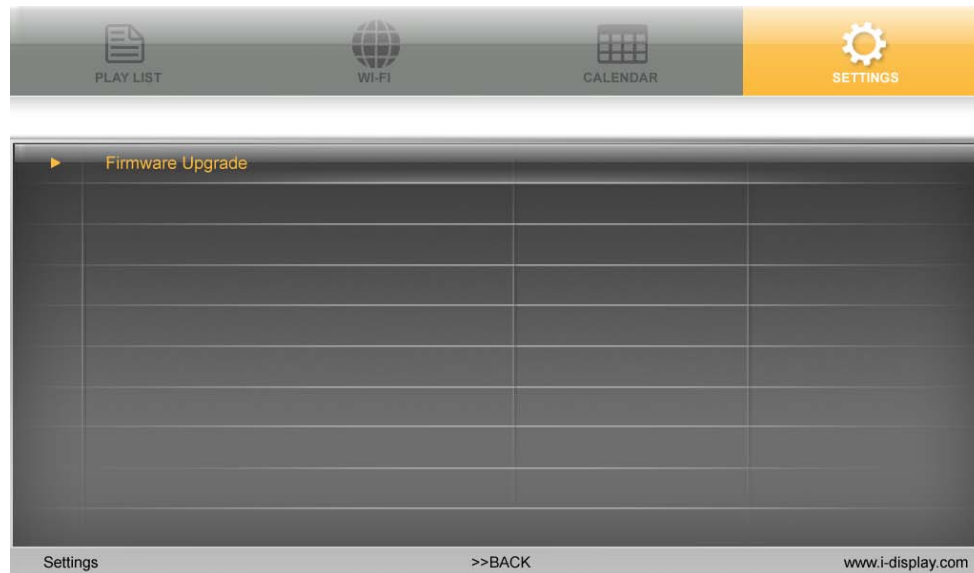 PLAY LIST WI-FI CALENDAR SETTINGS
Firmware Upgrade
Settings >>BACK www.i-display.com